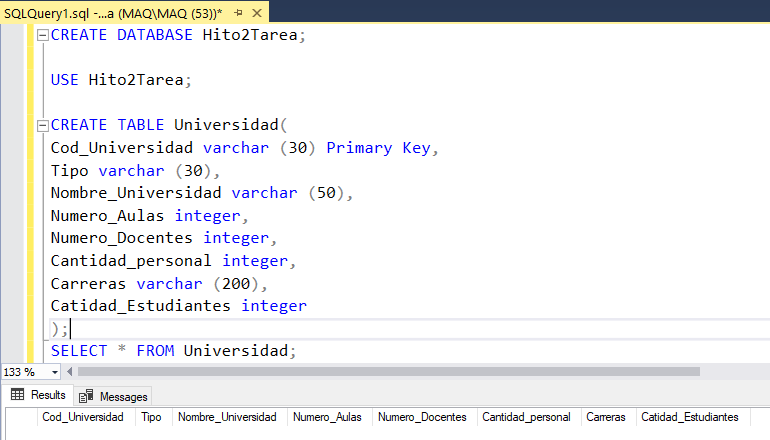 SQLQuery1.sql -...a (MAQ\MAQ (53))*
CREATE DATABASE Hito2Tarea;
USE Hito2Tarea;
CREATE TABLE Universidad(
Cod_Universidad varchar (30) Primary Key,
Tipo varchar (30),
Nombre_Universidad varchar (50),
Numero_Aulas integer,
Numero_Docentes integer,
Cantidad_personal integer,
Carreras varchar (200),
Catidad_Estudiantes integer
);
SELECT * FROM Universidad;
133 %
Results Messages
Cod_Universidad Tipo Nombre_Universidad Numero_Aulas Numero_Docentes Cantidad_personal Carreras Catidad_Estudiantes